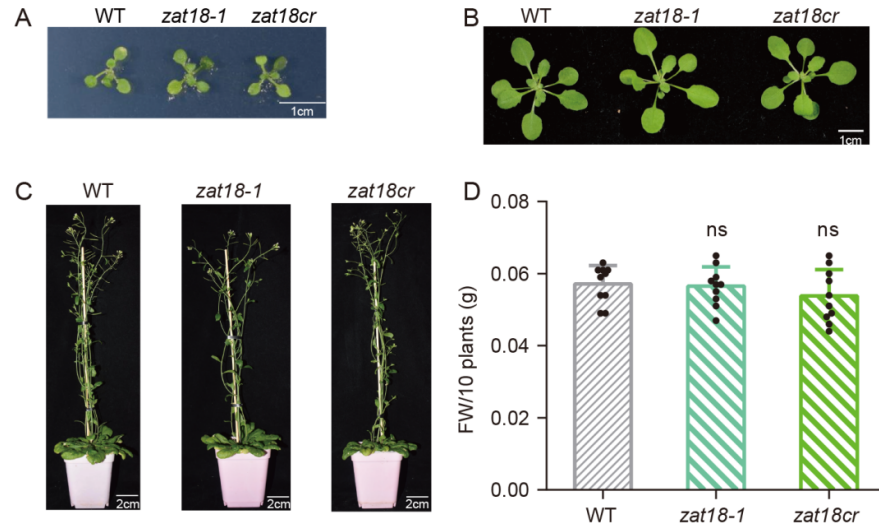 A
WT zat18-1 zat18cr
1cm
B
WT zat18-1 zat18cr
1cm
C
WT zat18-1 zat18cr
2cm 2cm 2cm
D
FW/10 plants (g)
0.08
0.06
0.04
0.02
0.00
ns ns
WT zat18-1 zat18cr